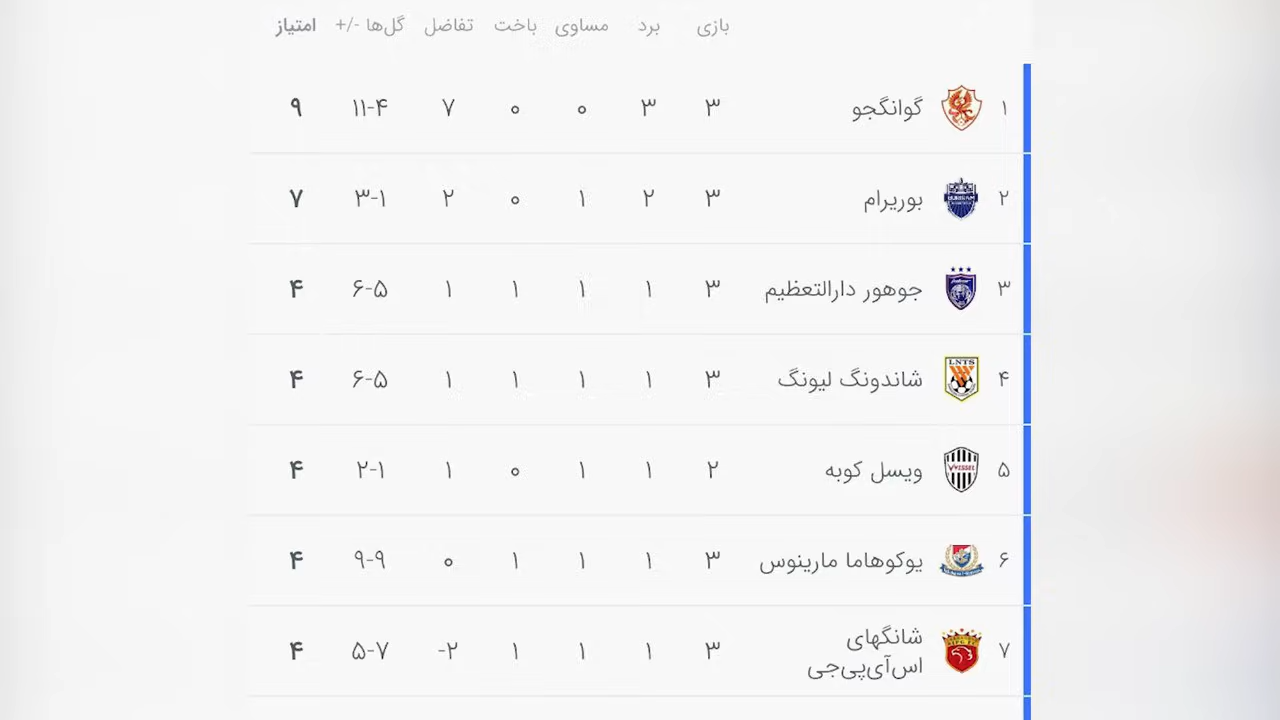 بازی برد مساوی باخت تفاضل گل‌ها -/+ امتیاز
۱ گوانگجو ۳ ۳ ۰ ۰ ۷ ۱۱-۴ ۹
۲ بوریرام ۳ ۲ ۱ ۰ ۲ ۳-۱ ۷
۳ جوهور دارالتعظیم ۳ ۱ ۱ ۱ ۱ ۶-۵ ۴
LNTS
۴ شاندونگ لیونگ ۳ ۱ ۱ ۱ ۱ ۶-۵ ۴
VISSEL
۵ ویسل کوبه ۲ ۱ ۱ ۰ ۱ ۲-۱ ۴
۶ یوکوهاما مارینوس ۳ ۱ ۱ ۱ ۰ ۹-۹ ۴
۷ شانگهای
اس‌آی‌پی‌جی ۳ ۱ ۱ ۱ -۲ ۵-۷ ۴